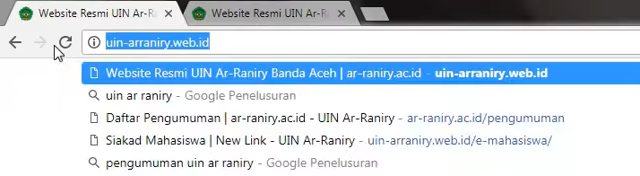 Website Resmi UIN Ar-R Website Resmi UIN Ar-R
uin-arraniry.web.id
Website Resmi UIN Ar-Raniry Banda Aceh | ar-raniry.ac.id - uin-arraniry.web.id
uin ar raniry - Google Penelusuran
Daftar Pengumuman | ar-raniry.ac.id - UIN Ar-Raniry - ar-raniry.ac.id/pengumuman
Siakad Mahasiswa | New Link - UIN Ar-Raniry - uin-arraniry.web.id/e-mahasiswa/
pengumuman uin ar raniry - Google Penelusuran